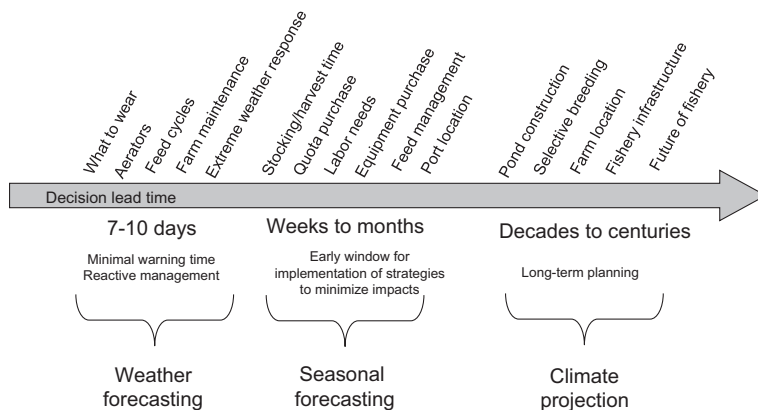 What to wear
Aerators
Feed cycles
Farm maintenance
Extreme weather response
Stocking/harvest time
Quota purchase
Labor needs
Equipment purchase
Feed management
Port location
Pond construction
Selective breeding
Farm location
Fishery infrastructure
Future of fishery
Decision lead time
7-10 days
Minimal warning time
Reactive management
Weather
forecasting
Weeks to months
Early window for
implementation of strategies
to minimize impacts
Seasonal
forecasting
Decades to centuries
Long-term planning
Climate
projection